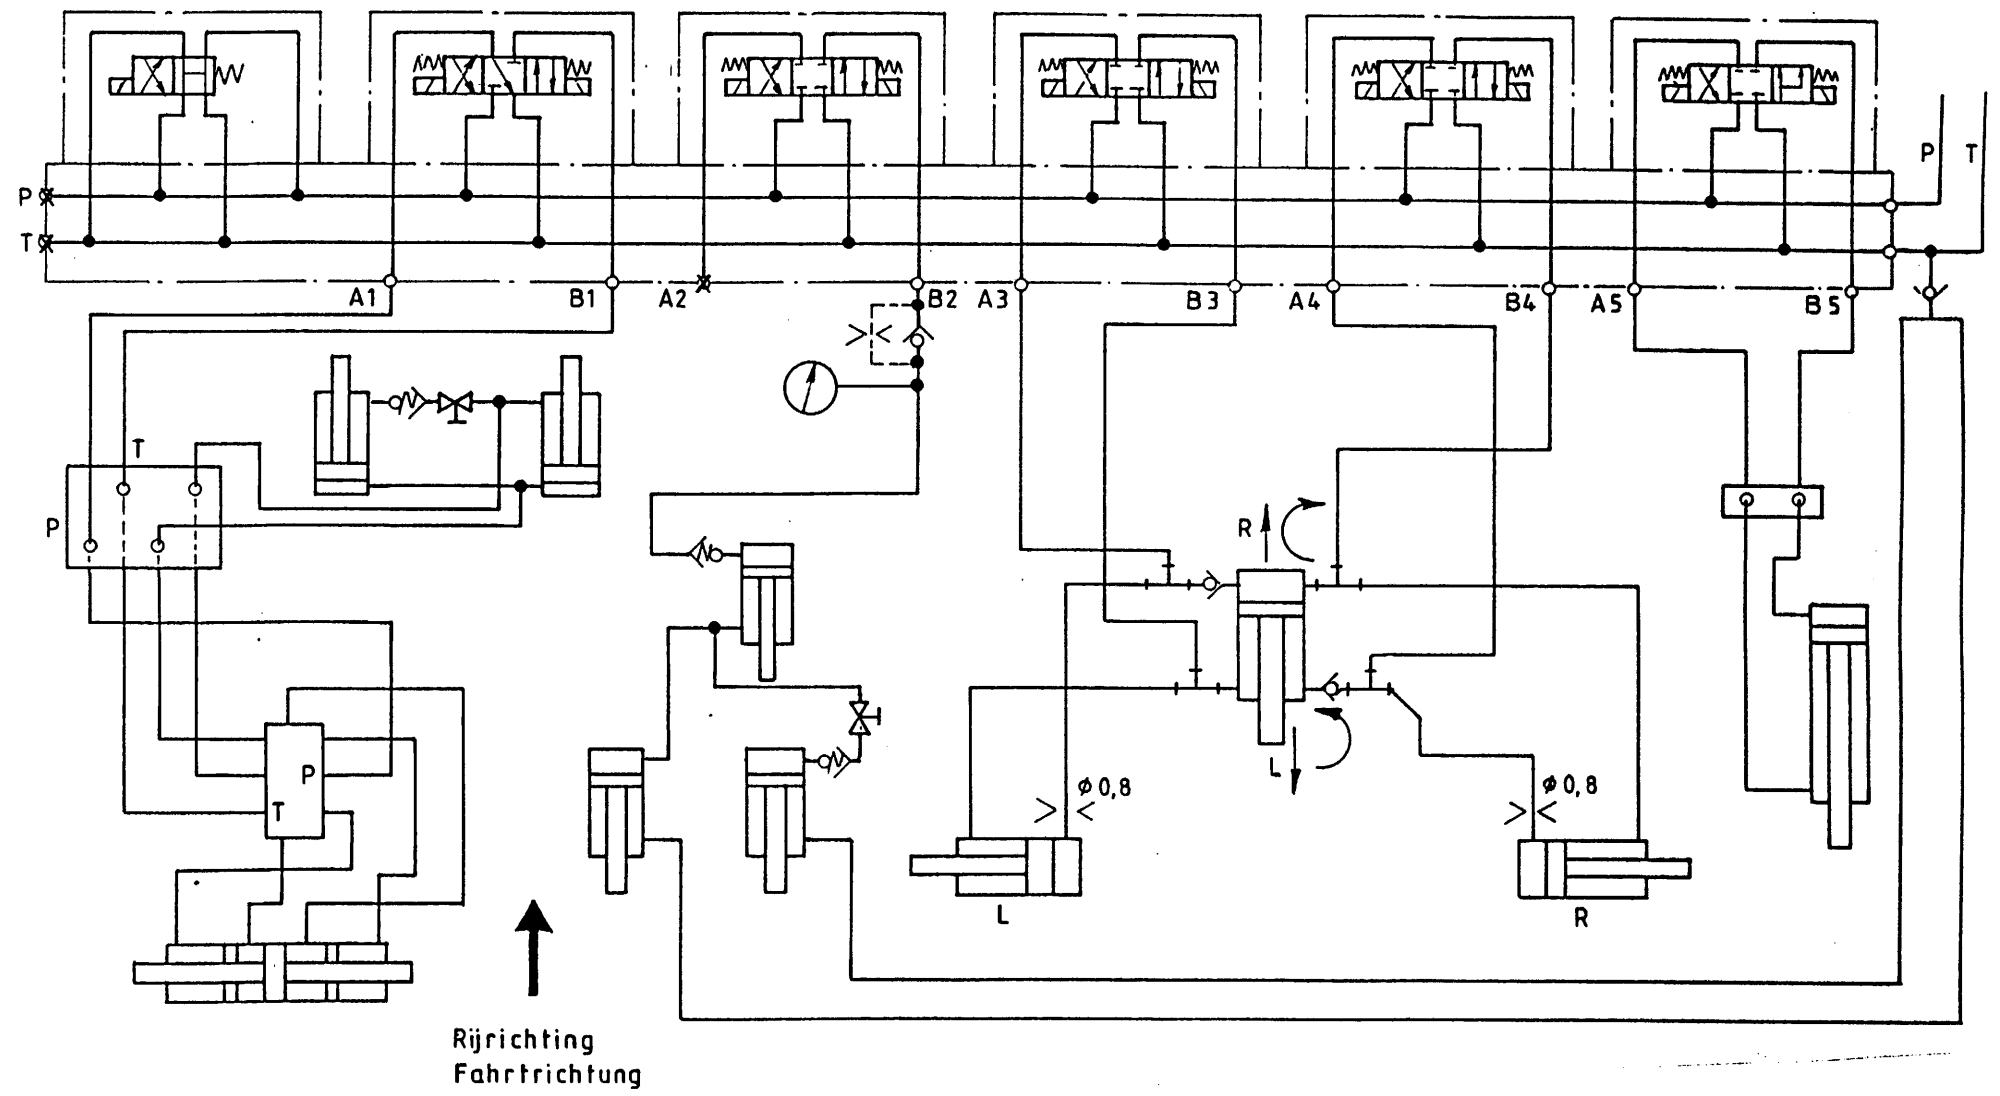 P T
P
T
A1 B1 A2 B2 A3 B3 A4 B4 A5 B5
T
P
R
P
T
L
Ø 0,8 Ø 0,8
L R
Rijrichting
Fahrtrichtung